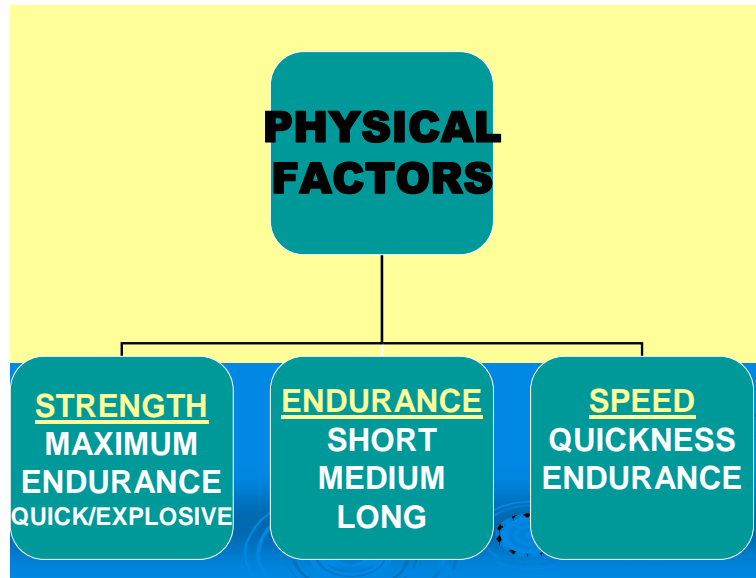 PHYSICAL
FACTORS
STRENGTH
MAXIMUM
ENDURANCE
QUICK/EXPLOSIVE
ENDURANCE
SHORT
MEDIUM
LONG
SPEED
QUICKNESS
ENDURANCE